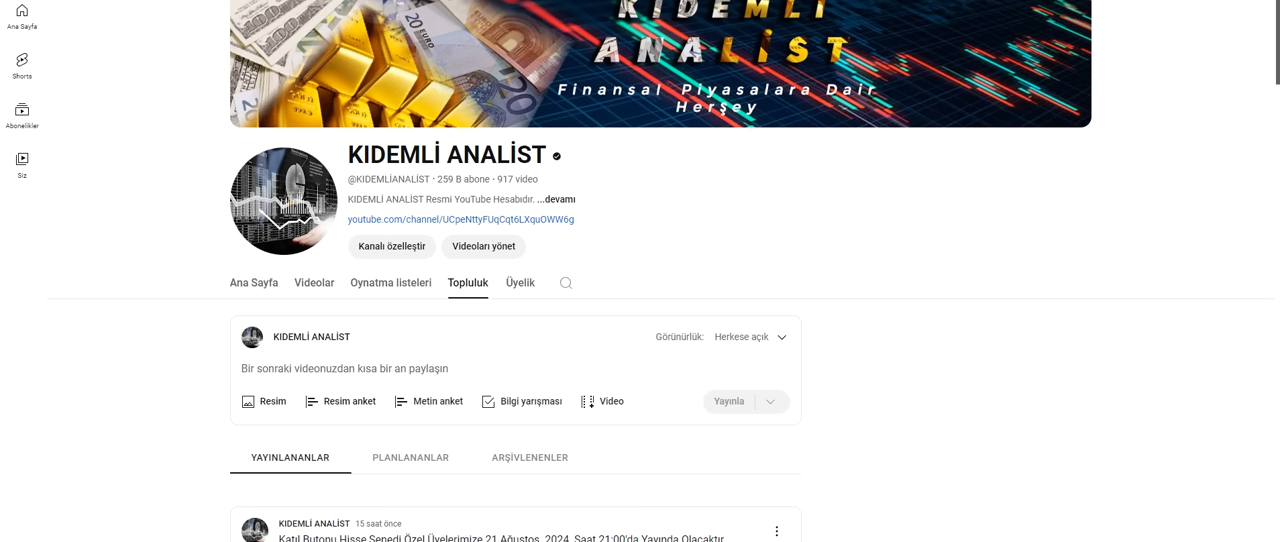 KIDEMLİ
ANALİST
Finansal Piyasalara Dair
Herşey
20 EURO
20
Ana Sayfa
Shorts
Abonelikler
Siz
KIDEMLİ ANALİST
@KIDEMLİANALİST · 259 B abone · 917 video
KIDEMLİ ANALİST Resmi YouTube Hesabıdır. ...devamı
youtube.com/channel/UCpeNttyFUqCqt6LXquOWW6g
Kanalı özelleştir Videoları yönet
Ana Sayfa Videolar Oynatma listeleri Topluluk Üyelik
KIDEMLİ ANALİST Görünürlük: Herkese açık
Bir sonraki videonuzdan kısa bir an paylaşın
Resim Resim anket Metin anket Bilgi yarışması Video Yayınla
YAYINLANANLAR PLANLANANLAR ARŞİVLENENLER
KIDEMLİ ANALİST 15 saat önce
Katıl Butonu Hisse Senedi Özel Üyelerimize 21 Ağustos, 2024, Saat 21:00'da Yayında Olacaktır